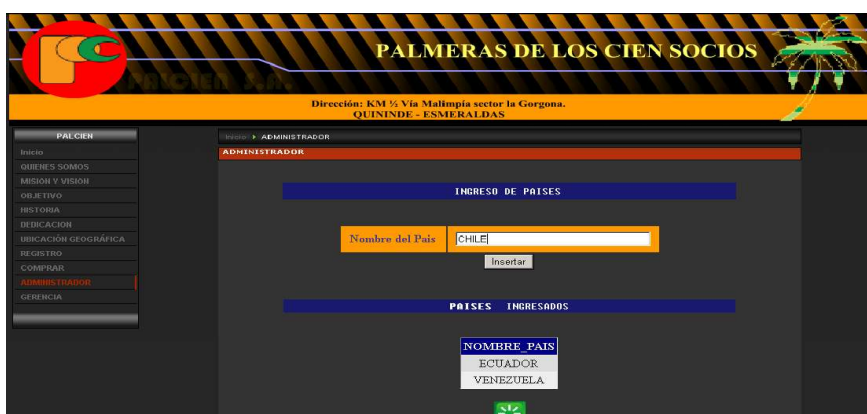 PALMERAS DE LOS CIEN SOCIOS
PALCIEN S.A.
Dirección: KM ½ Vía Malimpia sector la Gorgona.
QUININDE - ESMERALDAS
PALCIEN
Inicio
QUIENES SOMOS
MISION Y VISION
OBJETIVO
HISTORIA
DEDICACION
UBICACIÓN GEOGRÁFICA
REGISTRO
COMPRAR
ADMINISTRADOR
GERENCIA
Inicio ADMINISTRADOR
ADMINISTRADOR
INGRESO DE PAISES
Nombre del Pais CHILE
Insertar
PAISES INGRESADOS
NOMBRE_PAIS
ECUADOR
VENEZUELA